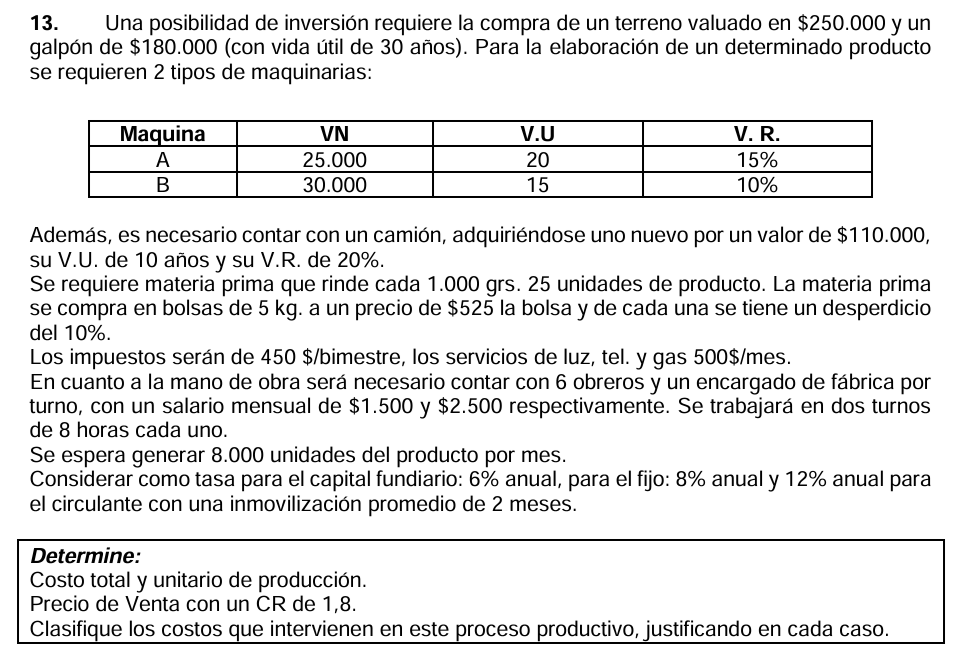 13. Una posibilidad de inversión requiere la compra de un terreno valuado en $250.000 y un
galpón de $180.000 (con vida útil de 30 años). Para la elaboración de un determinado producto
se requieren 2 tipos de maquinarias:
Maquina VN V.U V. R.
A 25.000 20 15%
B 30.000 15 10%
Además, es necesario contar con un camión, adquiriéndose uno nuevo por un valor de $110.000,
su V.U. de 10 años y su V.R. de 20%.
Se requiere materia prima que rinde cada 1.000 grs. 25 unidades de producto. La materia prima
se compra en bolsas de 5 kg. a un precio de $525 la bolsa y de cada una se tiene un desperdicio
del 10%.
Los impuestos serán de 450 $/bimestre, los servicios de luz, tel. y gas 500$/mes.
En cuanto a la mano de obra será necesario contar con 6 obreros y un encargado de fábrica por
turno, con un salario mensual de $1.500 y $2.500 respectivamente. Se trabajará en dos turnos
de 8 horas cada uno.
Se espera generar 8.000 unidades del producto por mes.
Considerar como tasa para el capital fundiario: 6% anual, para el fijo: 8% anual y 12% anual para
el circulante con una inmovilización promedio de 2 meses.
Determine:
Costo total y unitario de producción.
Precio de Venta con un CR de 1,8.
Clasifique los costos que intervienen en este proceso productivo, justificando en cada caso.